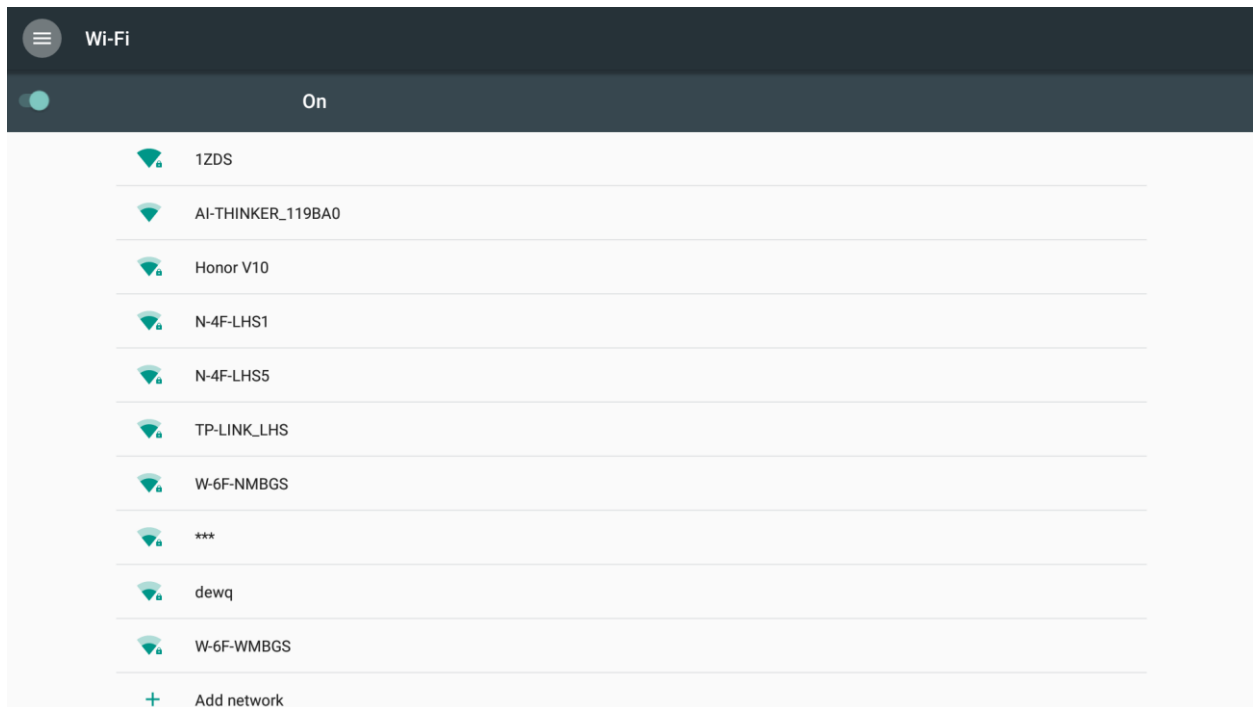 Wi-Fi
On
1ZDS
AI-THINKER_119BA0
Honor V10
N-4F-LHS1
N-4F-LHS5
TP-LINK_LHS
W-6F-NMBGS
***
dewq
W-6F-WMBGS
Add network